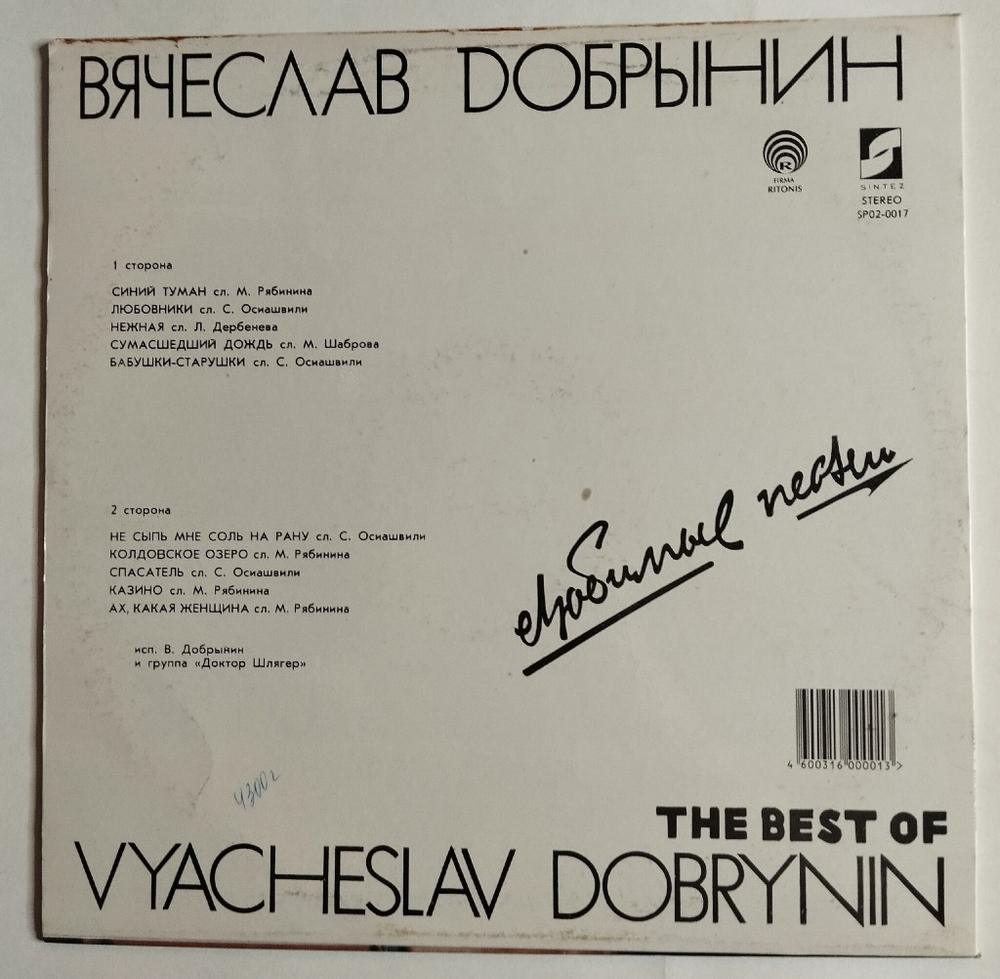 ВЯЧЕСЛАВ ДОБРЫНИН
R
FIRMA
RITONIS
SINTEZ
STEREO
SP02-0017
1 сторона
СИНИЙ ТУМАН сл. М. Рябинина
ЛЮБОВНИКИ сл. С. Осиашвили
НЕЖНАЯ сл. Л. Дербенева
СУМАСШЕДШИЙ ДОЖДЬ сл. М. Шаброва
БАБУШКИ-СТАРУШКИ сл. С. Осиашвили
Любимые песни
2 сторона
НЕ СЫПЬ МНЕ СОЛЬ НА РАНУ сл. С. Осиашвили
КОЛДОВСКОЕ ОЗЕРО сл. М. Рябинина
СПАСАТЕЛЬ сл. С. Осиашвили
КАЗИНО сл. М. Рябинина
АХ, КАКАЯ ЖЕНЩИНА сл. М. Рябинина
исп. В. Добрынин
и группа «Доктор Шлягер»
4 600316 000013 >
THE BEST OF
VYACHESLAV DOBRYNIN